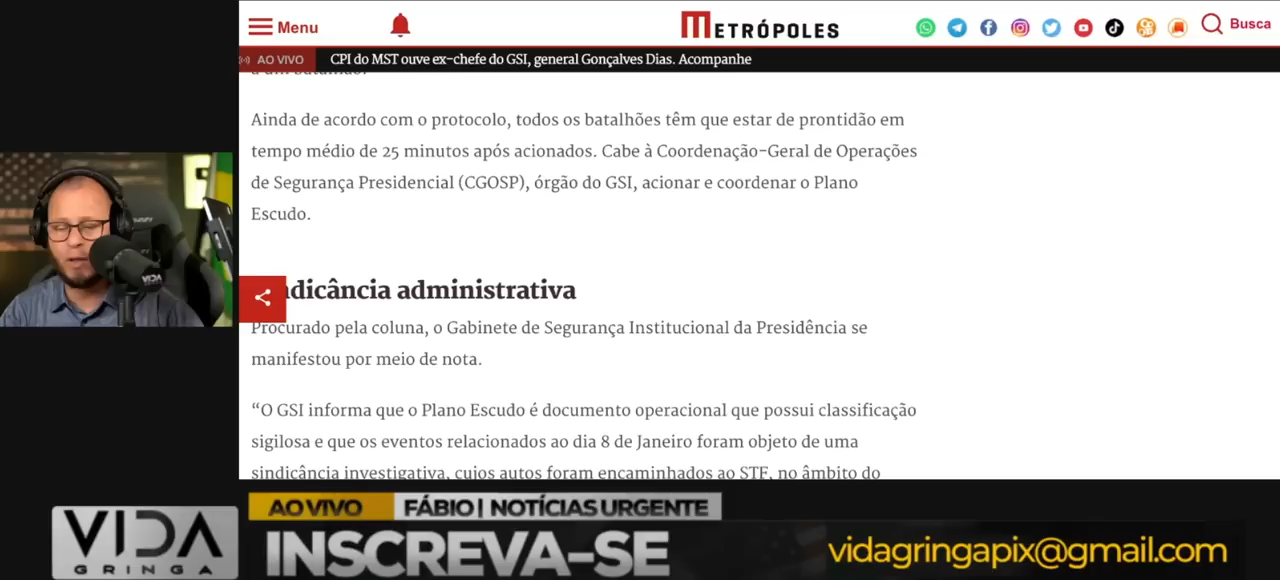 Menu
METRÓPOLES
Busca
AO VIVO
CPI do MST ouve ex-chefe do GSI, general Gonçalves Dias. Acompanhe
Ainda de acordo com o protocolo, todos os batalhões têm que estar de prontidão em
tempo médio de 25 minutos após acionados. Cabe à Coordenação-Geral de Operações
de Segurança Presidencial (CGOSP), órgão do GSI, acionar e coordenar o Plano
Escudo.
ndicância administrativa
Procurado pela coluna, o Gabinete de Segurança Institucional da Presidência se
manifestou por meio de nota.
“O GSI informa que o Plano Escudo é documento operacional que possui classificação
sigilosa e que os eventos relacionados ao dia 8 de Janeiro foram objeto de uma
sindicância investigativa, cujos autos foram encaminhados ao STF, no âmbito do
VIDA
AO VIVO
FÁBIO | NOTÍCIAS URGENTE
VIDA
GRINGA
INSCREVA-SE
vidagringapix@gmail.com